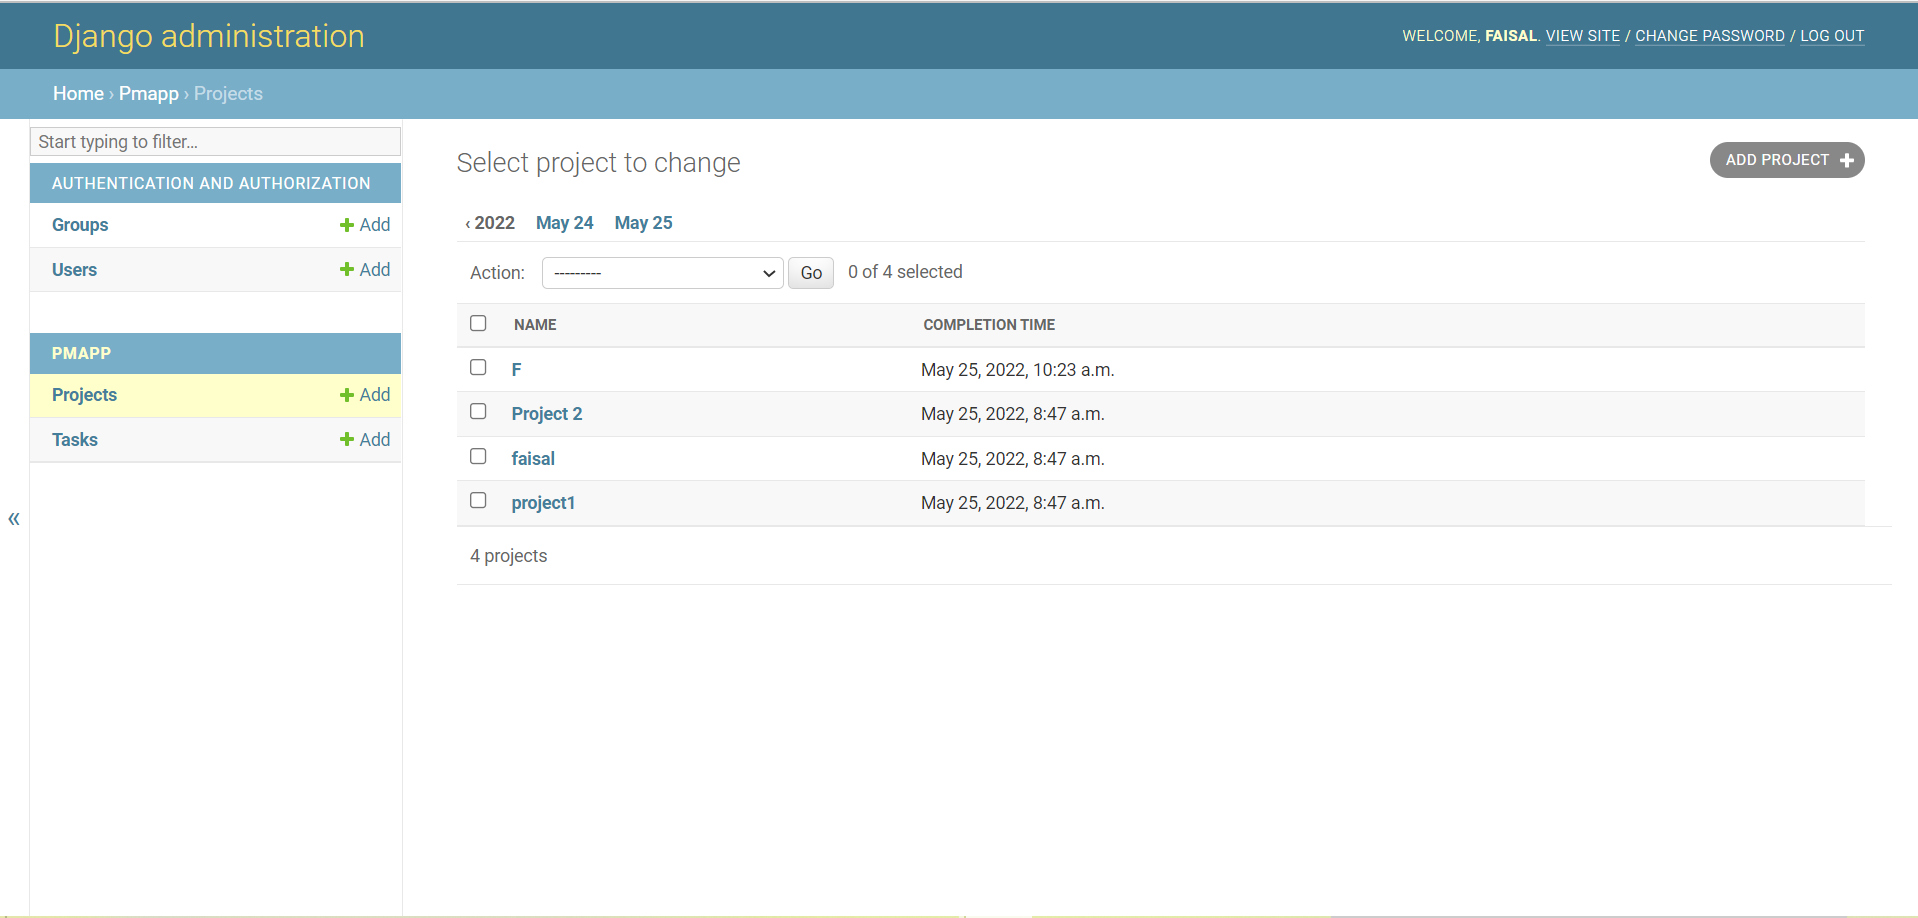 Django administration
WELCOME, FAISAL. VIEW SITE / CHANGE PASSWORD / LOG OUT
Home › Pmapp › Projects
Start typing to filter...
AUTHENTICATION AND AUTHORIZATION
Groups + Add
Users + Add
PMAPP
Projects + Add
Tasks + Add
«
Select project to change
ADD PROJECT +
‹ 2022 May 24 May 25
Action: --------- Go 0 of 4 selected
NAME COMPLETION TIME
F May 25, 2022, 10:23 a.m.
Project 2 May 25, 2022, 8:47 a.m.
faisal May 25, 2022, 8:47 a.m.
project1 May 25, 2022, 8:47 a.m.
4 projects